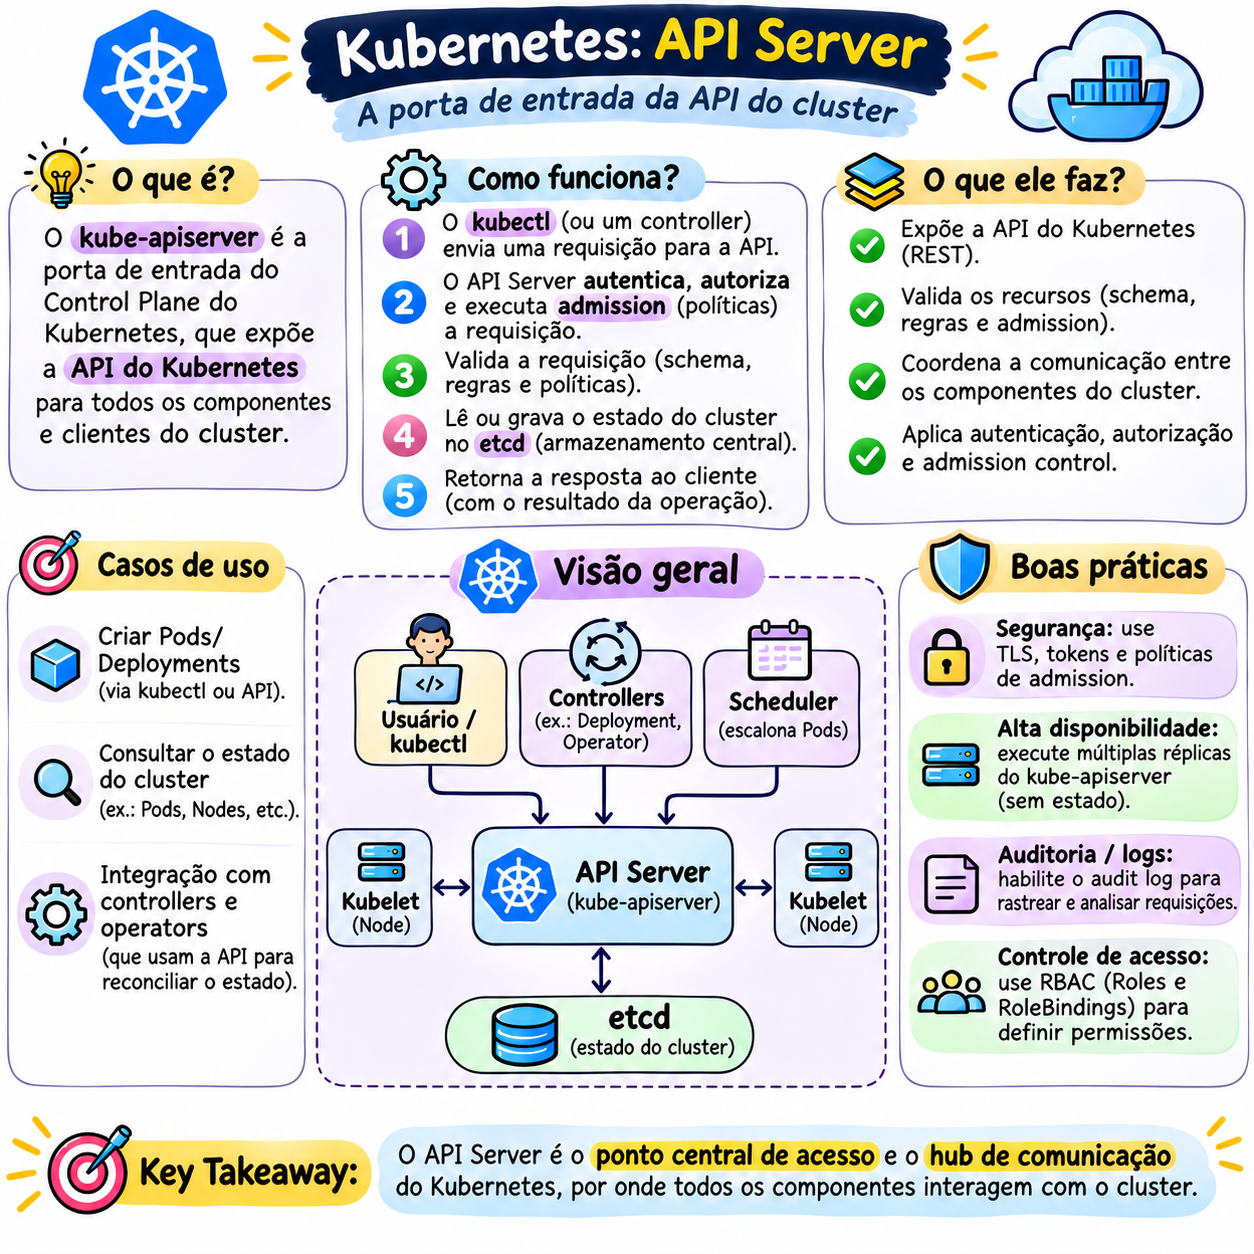 Kubernetes: API Server
A porta de entrada da API do cluster
O que é?
O kube-apiserver é a
porta de entrada do
Control Plane do
Kubernetes, que expõe
a API do Kubernetes
para todos os componentes
e clientes do cluster.
Como funciona?
1
O kubectl (ou um controller)
envia uma requisição para a API.
2
O API Server autentica, autoriza
e executa admission (políticas)
a requisição.
3
Valida a requisição (schema,
regras e políticas).
4
Lê ou grava o estado do cluster
no etcd (armazenamento central).
5
Retorna a resposta ao cliente
(com o resultado da operação).
O que ele faz?
Expõe a API do Kubernetes
(REST).
Valida os recursos (schema,
regras e admission).
Coordena a comunicação entre
os componentes do cluster.
Aplica autenticação, autorização
e admission control.
Casos de uso
Criar Pods/
Deployments
(via kubectl ou API).
Consultar o estado
do cluster
(ex.: Pods, Nodes, etc.).
Integração com
controllers e
operators
(que usam a API para
reconciliar o estado).
Visão geral
</>
Usuário /
kubectl
Controllers
(ex.: Deployment,
Operator)
Scheduler
(escalona Pods)
Kubelet
(Node)
API Server
(kube-apiserver)
Kubelet
(Node)
etcd
(estado do cluster)
Boas práticas
Segurança: use
TLS, tokens e políticas
de admission.
Alta disponibilidade:
execute múltiplas réplicas
do kube-apiserver
(sem estado).
Auditoria / logs:
habilite o audit log para
rastrear e analisar requisições.
Controle de acesso:
use RBAC (Roles e
RoleBindings) para
definir permissões.
Key Takeaway:
O API Server é o ponto central de acesso e o hub de comunicação
do Kubernetes, por onde todos os componentes interagem com o cluster.